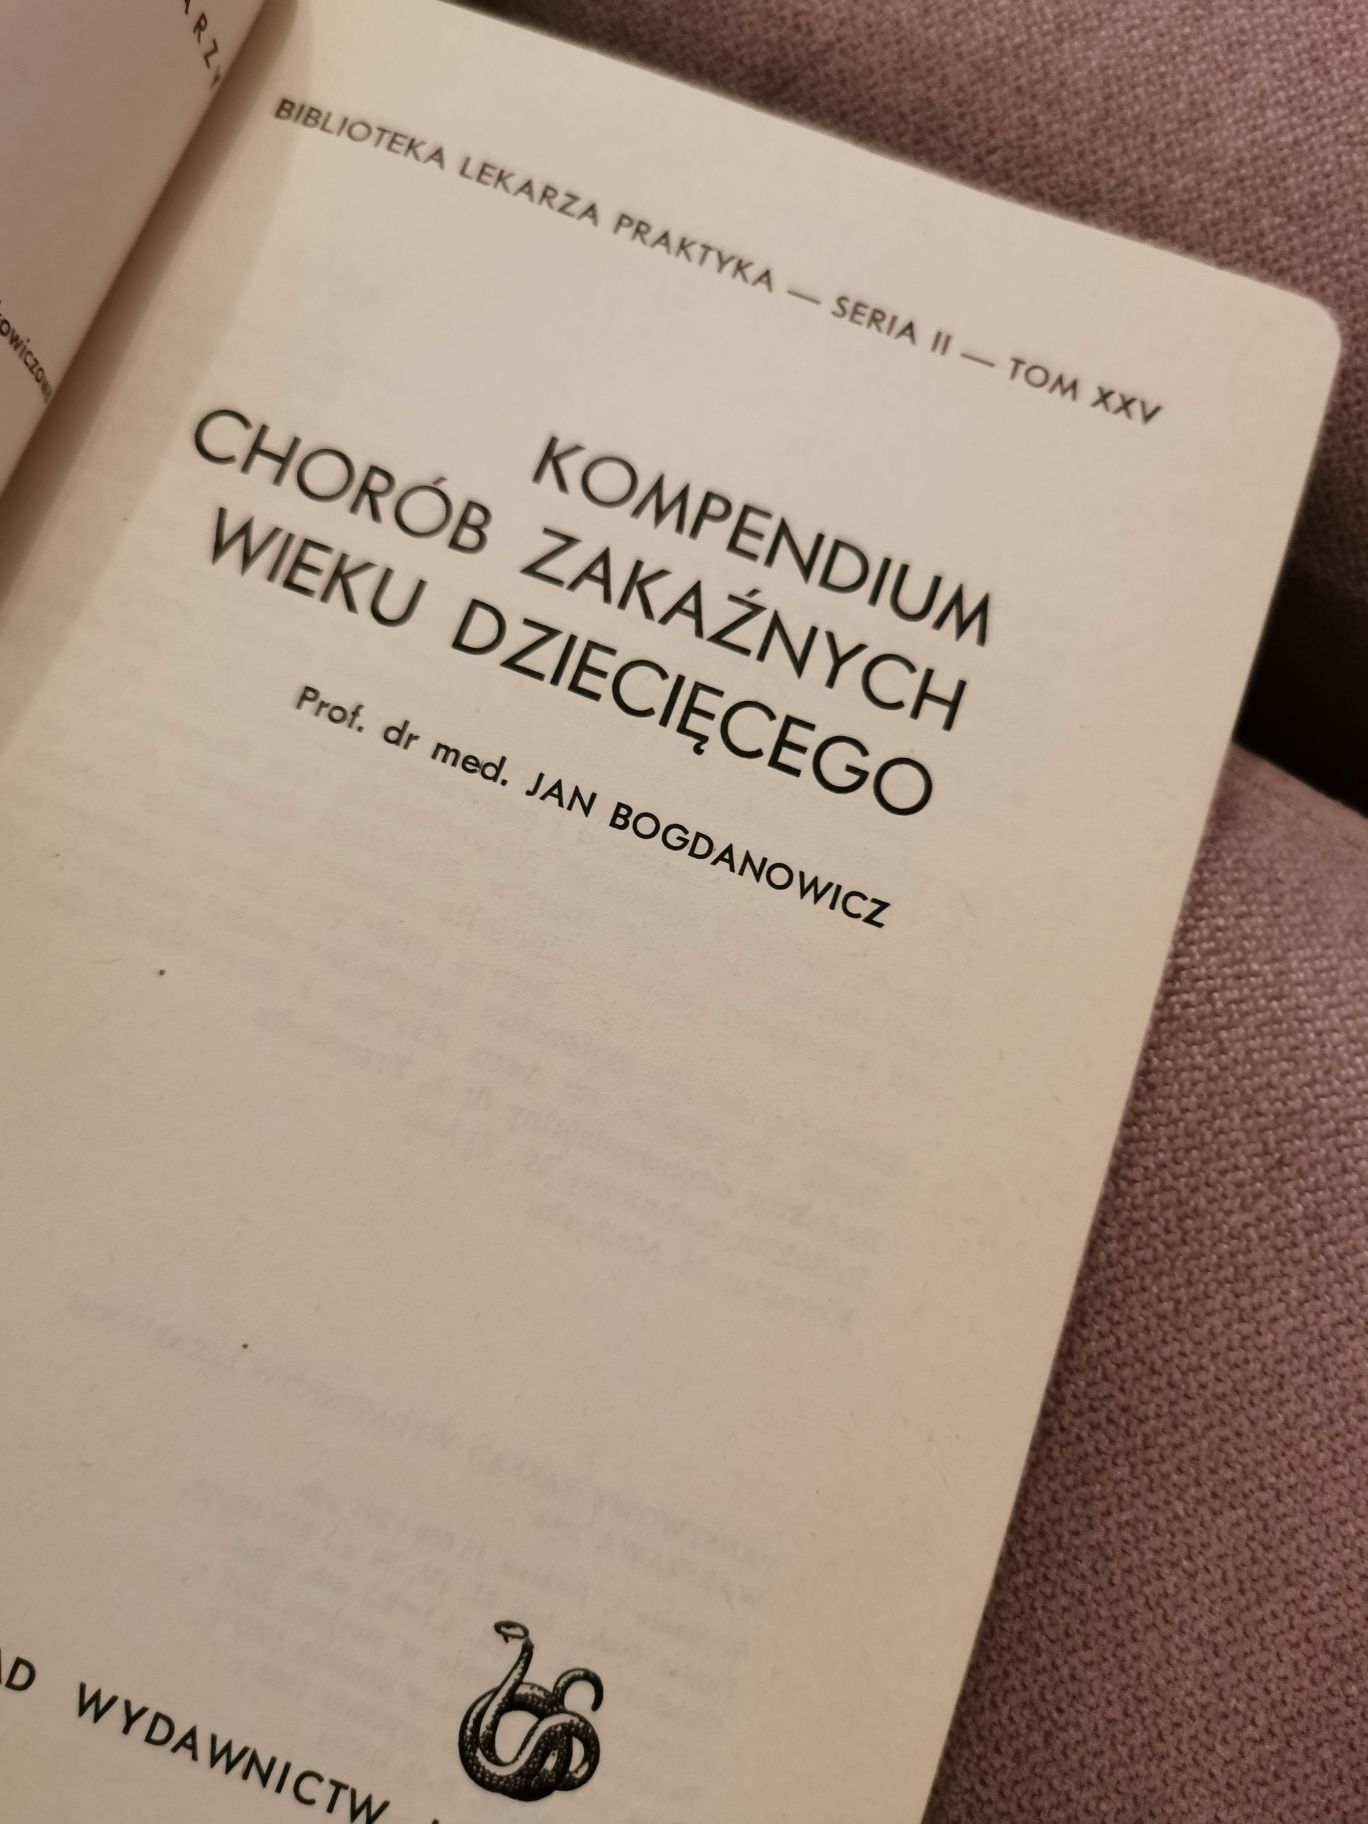 BIBLIOTEKA LEKARZA PRAKTYKA — SERIA II — TOM XXV
KOMPENDIUM
CHORÓB ZAKAŹNYCH
WIEKU DZIECIĘCEGO
Prof. dr med. JAN BOGDANOWICZ
WYDAWNICTW